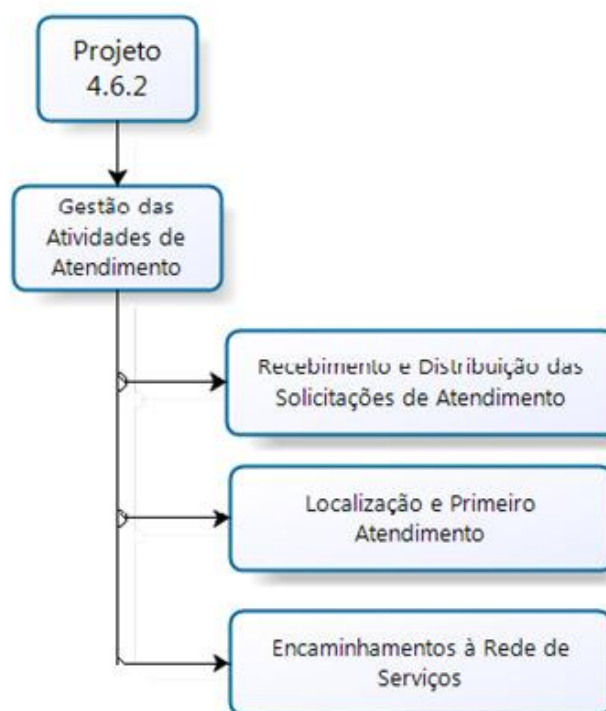 Projeto
4.6.2
Gestão das
Atividades de
Atendimento
Recebimento e Distribuição das
Solicitações de Atendimento
Localização e Primeiro
Atendimento
Encaminhamentos à Rede de
Serviços